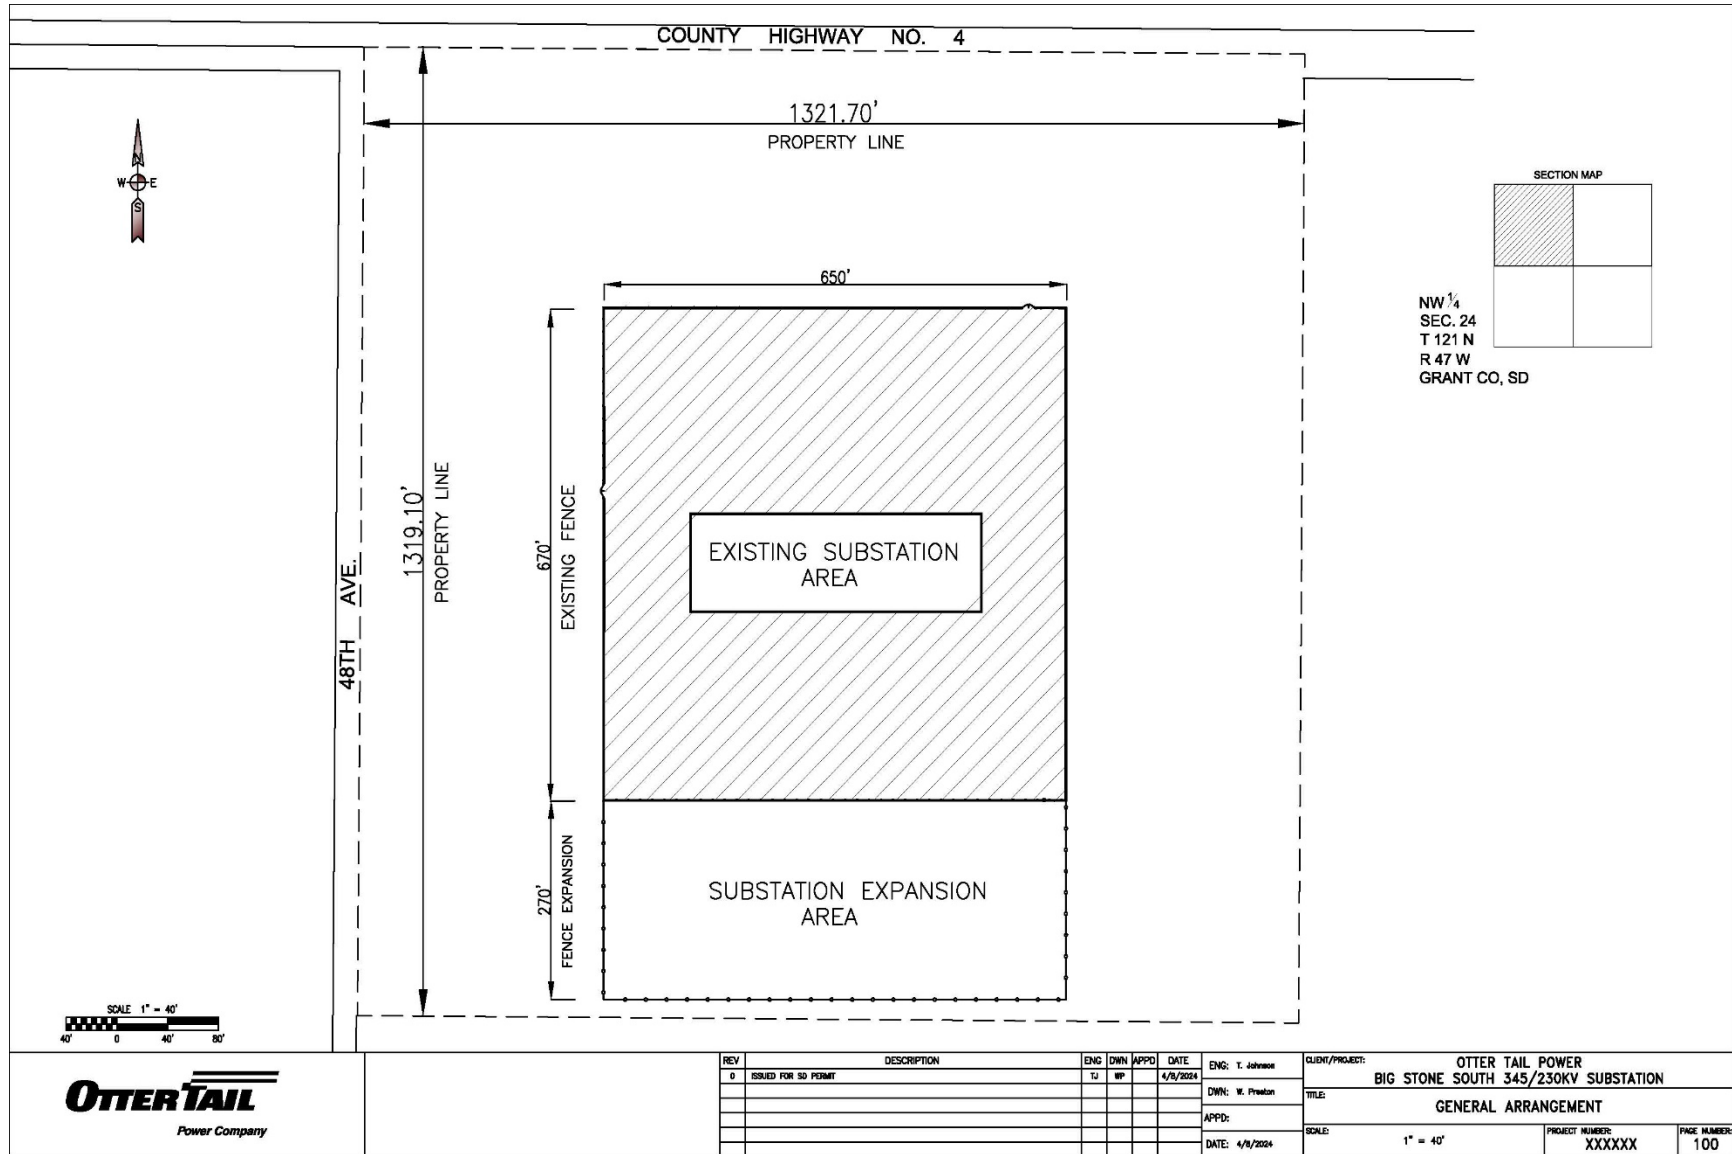 COUNTY HIGHWAY NO. 4
1321.70'
PROPERTY LINE
N
W E
S
SECTION MAP
NW ¼
SEC. 24
T 121 N
R 47 W
GRANT CO, SD
650'
1319.10'
PROPERTY LINE
670'
EXISTING FENCE
EXISTING SUBSTATION
AREA
48TH AVE.
270'
FENCE EXPANSION
SUBSTATION EXPANSION
AREA
SCALE 1" = 40'
40' 0 40' 80'
OTTER TAIL
Power Company
REV DESCRIPTION ENG DWN APPD DATE
0 ISSUED FOR SD PERMIT TJ WP 4/8/2024
ENG: T. Johnson
DWN: W. Preston
APPD:
DATE: 4/8/2024
CLIENT/PROJECT:
OTTER TAIL POWER
BIG STONE SOUTH 345/230KV SUBSTATION
TITLE:
GENERAL ARRANGEMENT
SCALE:
1" = 40'
PROJECT NUMBER:
XXXXXX
PAGE NUMBER:
100